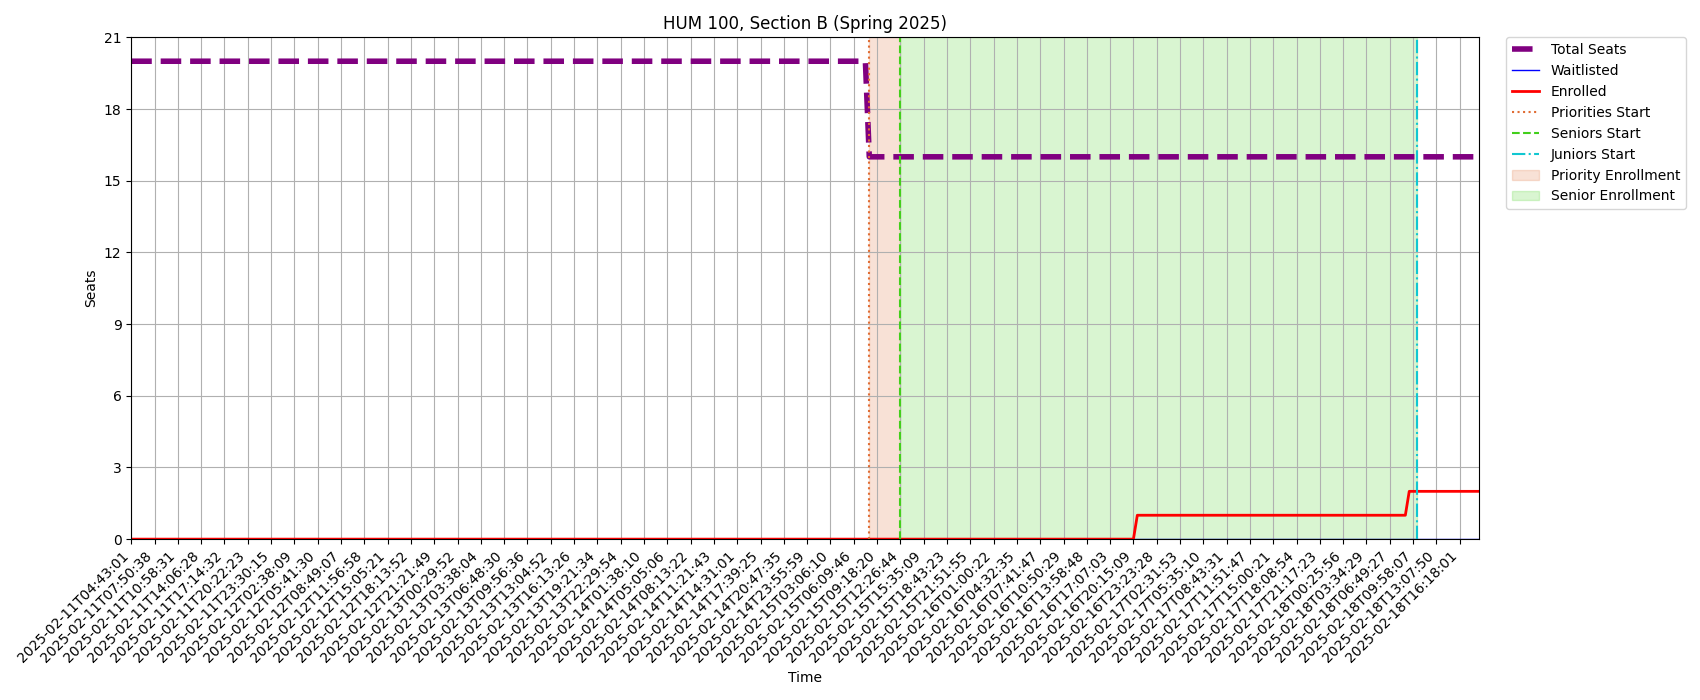 HUM 100, Section B (Spring 2025)
Seats
21
18
15
12
9
6
3
0
Total Seats
Waitlisted
Enrolled
Priorities Start
Seniors Start
Juniors Start
Priority Enrollment
Senior Enrollment
2025-02-11T04:43:01
2025-02-11T07:50:38
2025-02-11T10:58:31
2025-02-11T14:06:28
2025-02-11T17:14:32
2025-02-11T20:22:23
2025-02-11T23:30:15
2025-02-12T02:38:09
2025-02-12T05:41:30
2025-02-12T08:49:07
2025-02-12T11:56:58
2025-02-12T15:05:21
2025-02-12T18:13:52
2025-02-12T21:21:49
2025-02-13T00:29:52
2025-02-13T03:38:04
2025-02-13T06:48:30
2025-02-13T09:56:36
2025-02-13T13:04:52
2025-02-13T16:13:26
2025-02-13T19:21:34
2025-02-13T22:29:54
2025-02-14T01:38:10
2025-02-14T05:05:06
2025-02-14T08:13:22
2025-02-14T11:21:43
2025-02-14T14:31:01
2025-02-14T17:39:25
2025-02-14T20:47:35
2025-02-14T23:55:59
2025-02-15T03:06:10
2025-02-15T06:09:46
2025-02-15T09:18:20
2025-02-15T12:26:44
2025-02-15T15:35:09
2025-02-15T18:43:23
2025-02-15T21:51:55
2025-02-16T01:00:22
2025-02-16T04:32:35
2025-02-16T07:41:47
2025-02-16T10:50:29
2025-02-16T13:58:48
2025-02-16T17:07:03
2025-02-16T20:15:09
2025-02-16T23:23:28
2025-02-17T02:31:53
2025-02-17T05:35:10
2025-02-17T08:43:31
2025-02-17T11:51:47
2025-02-17T15:00:21
2025-02-17T18:08:54
2025-02-17T21:17:23
2025-02-18T00:25:56
2025-02-18T03:34:29
2025-02-18T06:49:27
2025-02-18T09:58:07
2025-02-18T13:07:50
2025-02-18T16:18:01
Time